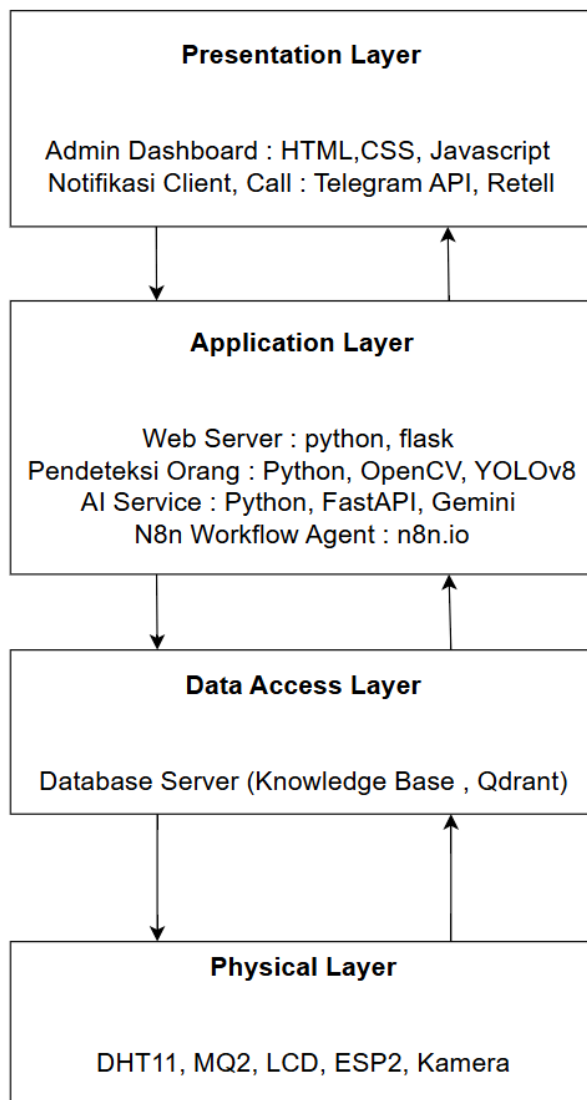 Presentation Layer
Admin Dashboard : HTML,CSS, Javascript
Notifikasi Client, Call : Telegram API, Retell
Application Layer
Web Server : python, flask
Pendeteksi Orang : Python, OpenCV, YOLOv8
AI Service : Python, FastAPI, Gemini
N8n Workflow Agent : n8n.io
Data Access Layer
Database Server (Knowledge Base , Qdrant)
Physical Layer
DHT11, MQ2, LCD, ESP2, Kamera